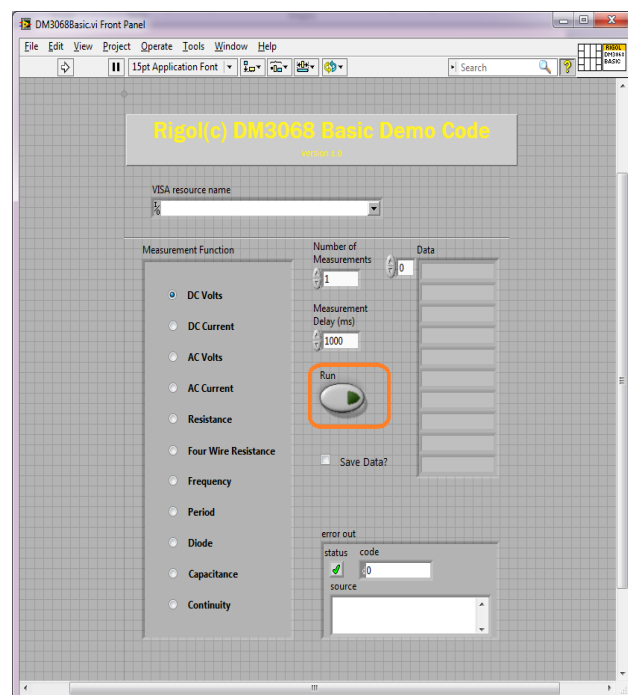 DM3068Basic.vi Front Panel
File Edit View Project Operate Tools Window Help
15pt Application Font
Search
RIGOL
DM3068
BASIC
Rigol(c) DM3068 Basic Demo Code
version 1.0
VISA resource name
Measurement Function
DC Volts
DC Current
AC Volts
AC Current
Resistance
Four Wire Resistance
Frequency
Period
Diode
Capacitance
Continuity
Number of
Measurements
1
Measurement
Delay (ms)
1000
Run
Save Data?
0
Data
error out
status code
0
source